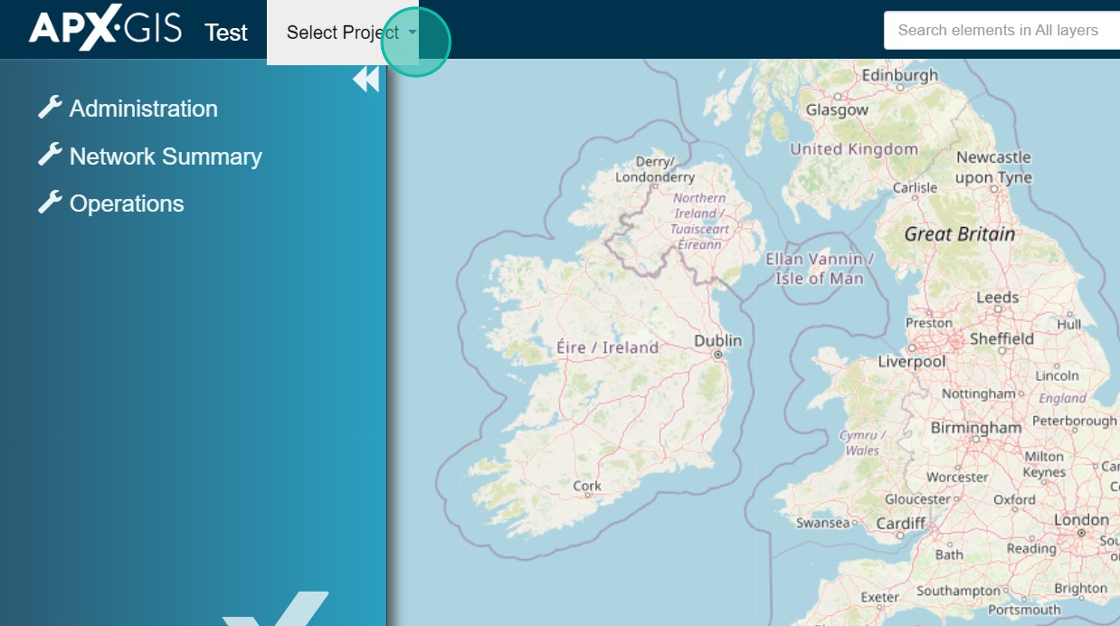 APX·GIS Test Select Project Search elements in All layers
Administration
Network Summary
Operations
Edinburgh
Glasgow
United Kingdom
Derry/
Londonderry
Newcastle
upon Tyne
Carlisle
Northern
Ireland /
Tuaisceart
Éireann
Great Britain
Ellan Vannin /
Isle of Man
Leeds
Preston
Hull
Sheffield
Dublin
Éire / Ireland
Liverpool
Lincoln
Nottingham
England
Peterborough
Birmingham
Cymru /
Wales
Milton
Keynes
Worcester
Cork
Gloucester
Oxford
Swansea
Cardiff
London
Bath
Reading
Exeter
Southampton
Brighton
Portsmouth